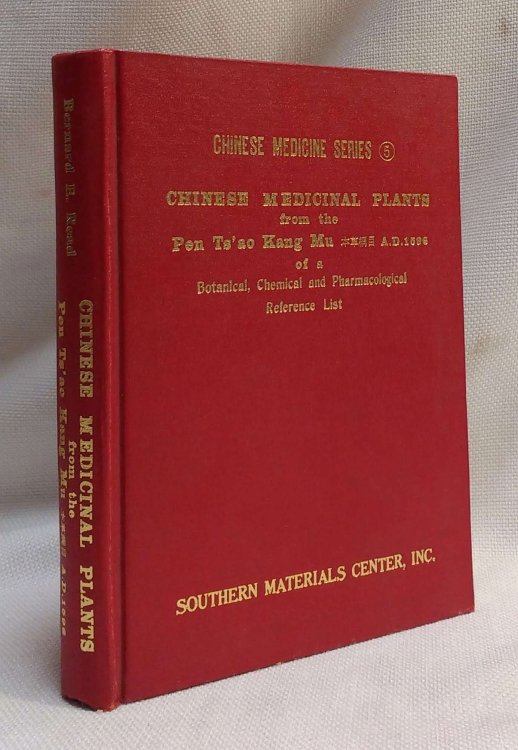 CHINESE MEDICINE SERIES ⑤
CHINESE MEDICINAL PLANTS
from the
Pen Ts'ao Kang Mu 本草綱目 A.D.1596
of a
Botanical, Chemical and Pharmacological
Reference List
SOUTHERN MATERIALS CENTER, INC.
Bernard E. Read
CHINESE MEDICINAL PLANTS
from the
Pen Ts'ao Kang Mu 本草綱目 A.D.1596